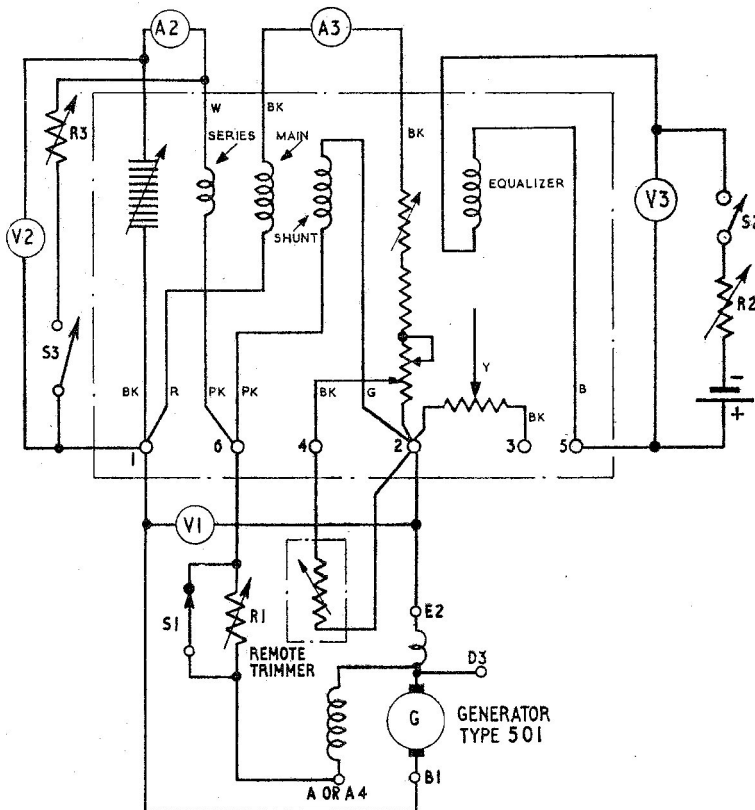 A2
A3
R3
W
BK
BK
SERIES
MAIN
SHUNT
EQUALIZER
V2
V3
S2
R2
S3
Y
BK
R
PK
PK
BK
G
BK
B
-
+
1
6
4
2
3
5
V1
S1
R1
REMOTE
TRIMMER
E2
D3
G
GENERATOR
TYPE 501
A OR A4
B1